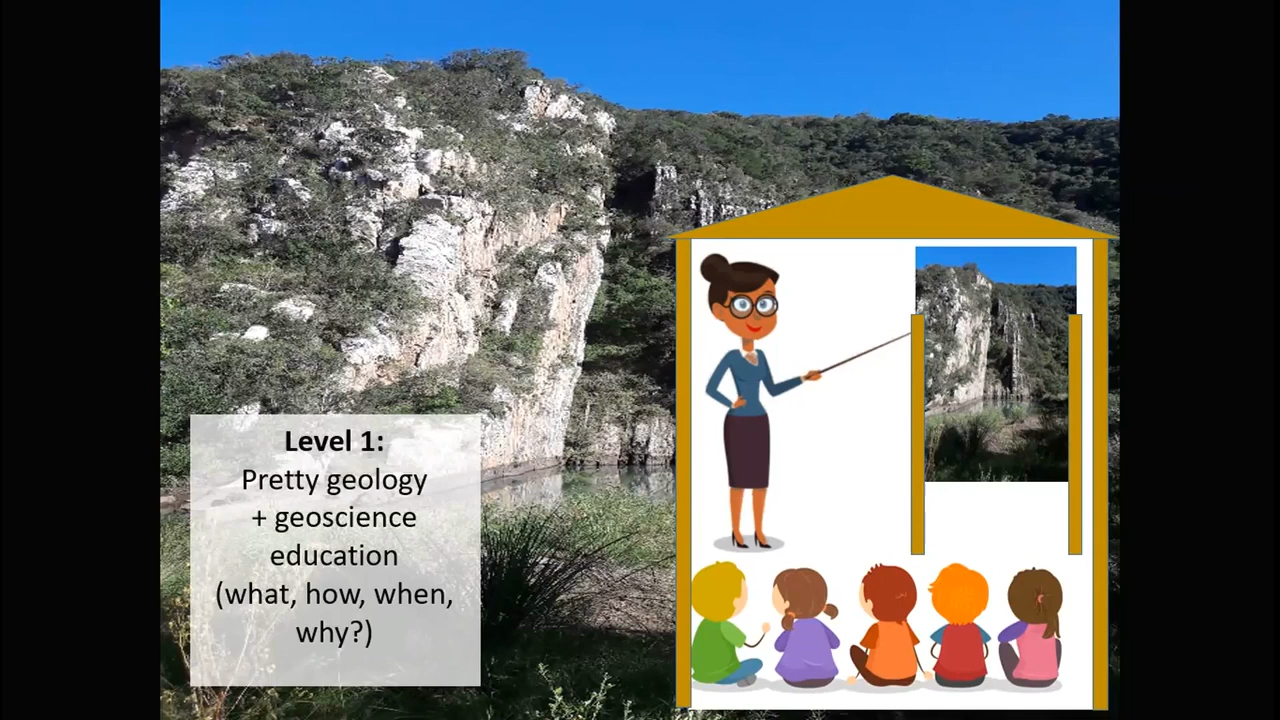 Level 1:
Pretty geology
+ geoscience
education
(what, how, when,
why?)